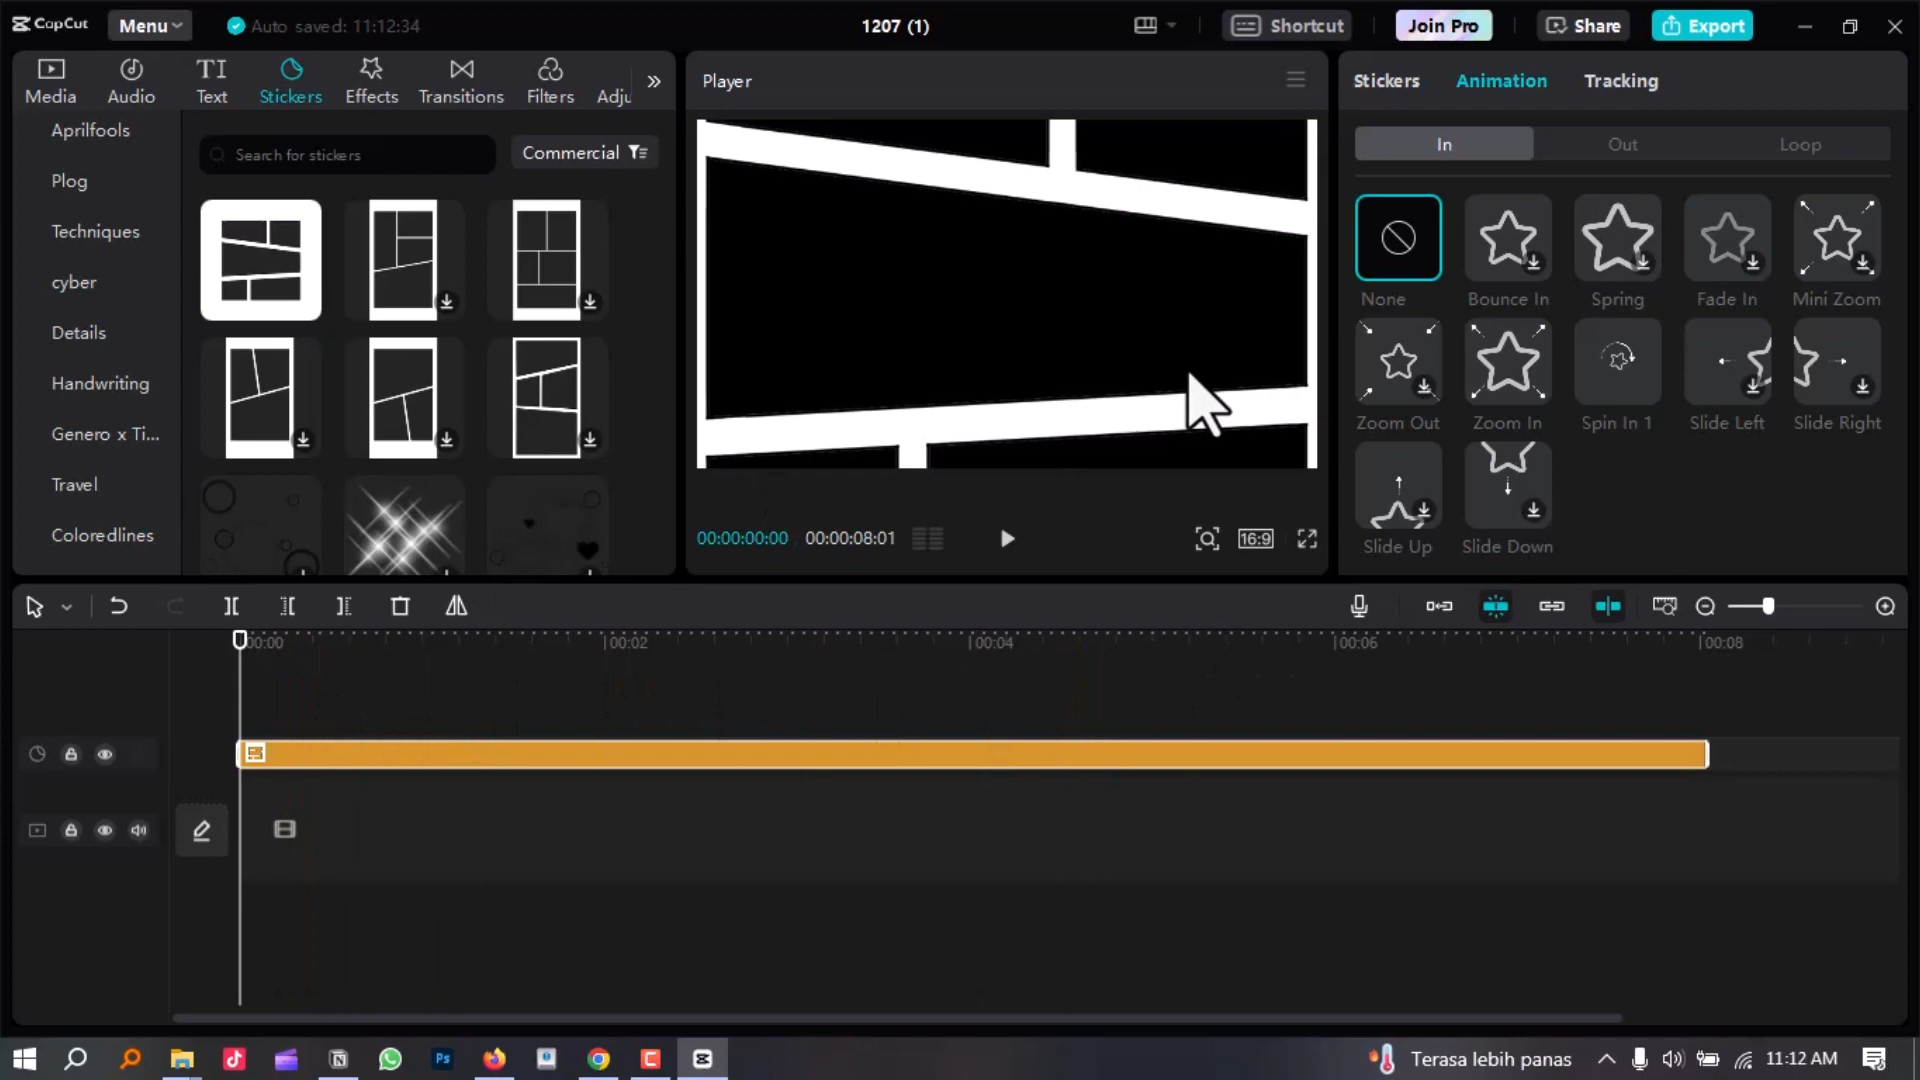 CapCut
Menu
Auto saved: 11:12:34
1207 (1)
Shortcut
Join Pro
Share
Export
Media
Audio
TI
Text
Stickers
Effects
Transitions
Filters
Adju
Aprilfools
Plog
Techniques
cyber
Details
Handwriting
Genero x Ti...
Travel
Coloredlines
Search for stickers
Commercial
Player
00:00:00:00
00:00:08:01
16:9
Stickers
Animation
Tracking
In
Out
Loop
None
Bounce In
Spring
Fade In
Mini Zoom
Zoom Out
Zoom In
Spin In 1
Slide Left
Slide Right
Slide Up
Slide Down
00:00
00:02
00:04
00:06
00:08
Ps
Terasa lebih panas
11:12 AM